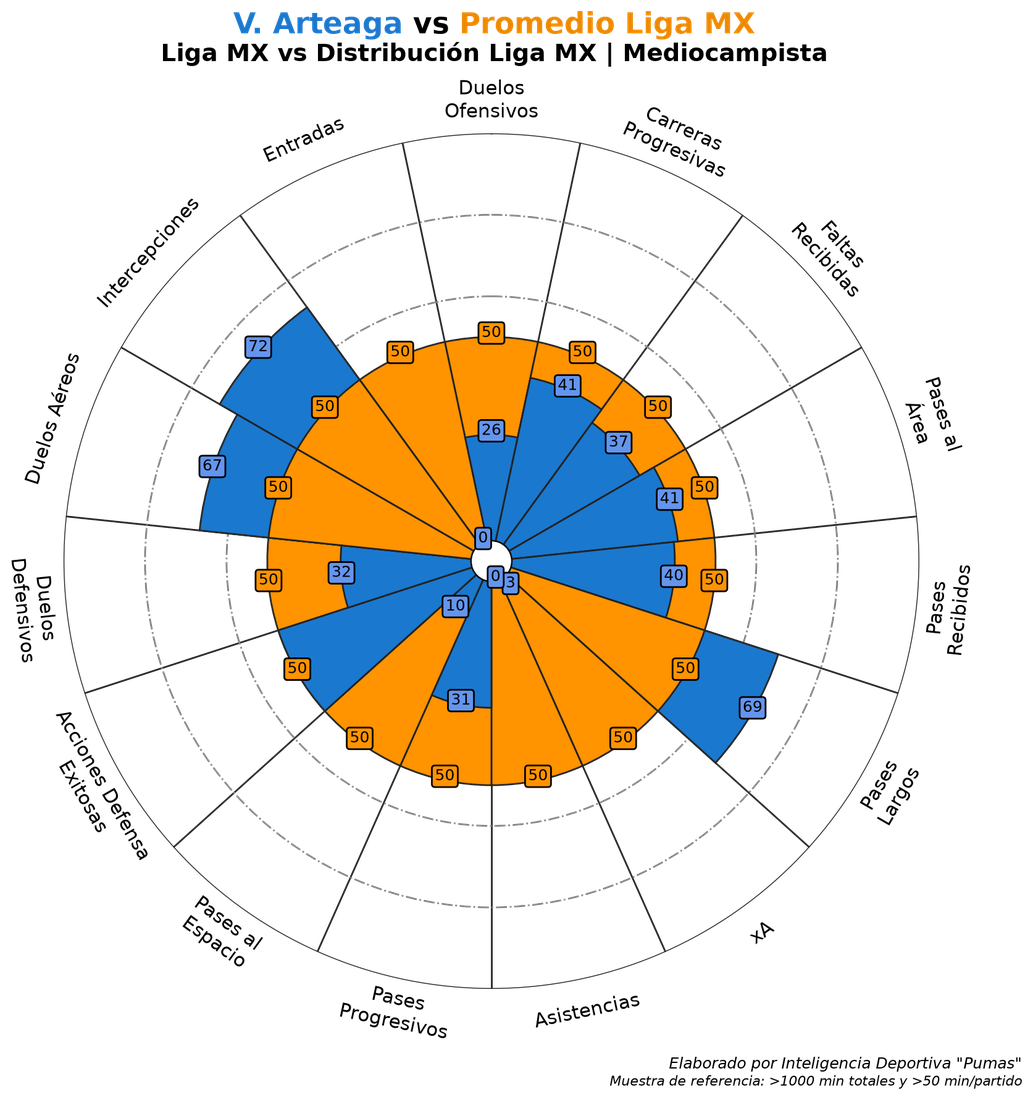 V. Arteaga vs Promedio Liga MX
Liga MX vs Distribución Liga MX | Mediocampista
Duelos
Ofensivos
Carreras
Progresivas
Faltas
Recibidas
Pases al
Área
Pases
Recibidos
Pases
Largos
xA
Asistencias
Pases
Progresivos
Pases al
Espacio
Acciones Defensa
Exitosas
Duelos
Defensivos
Duelos Aéreos
Intercepciones
Entradas
50
26
50
41
50
37
50
41
50
40
50
69
50
3
50
0
50
31
50
10
50
50
32
50
67
50
72
50
0
Elaborado por Inteligencia Deportiva "Pumas"
Muestra de referencia: >1000 min totales y >50 min/partido